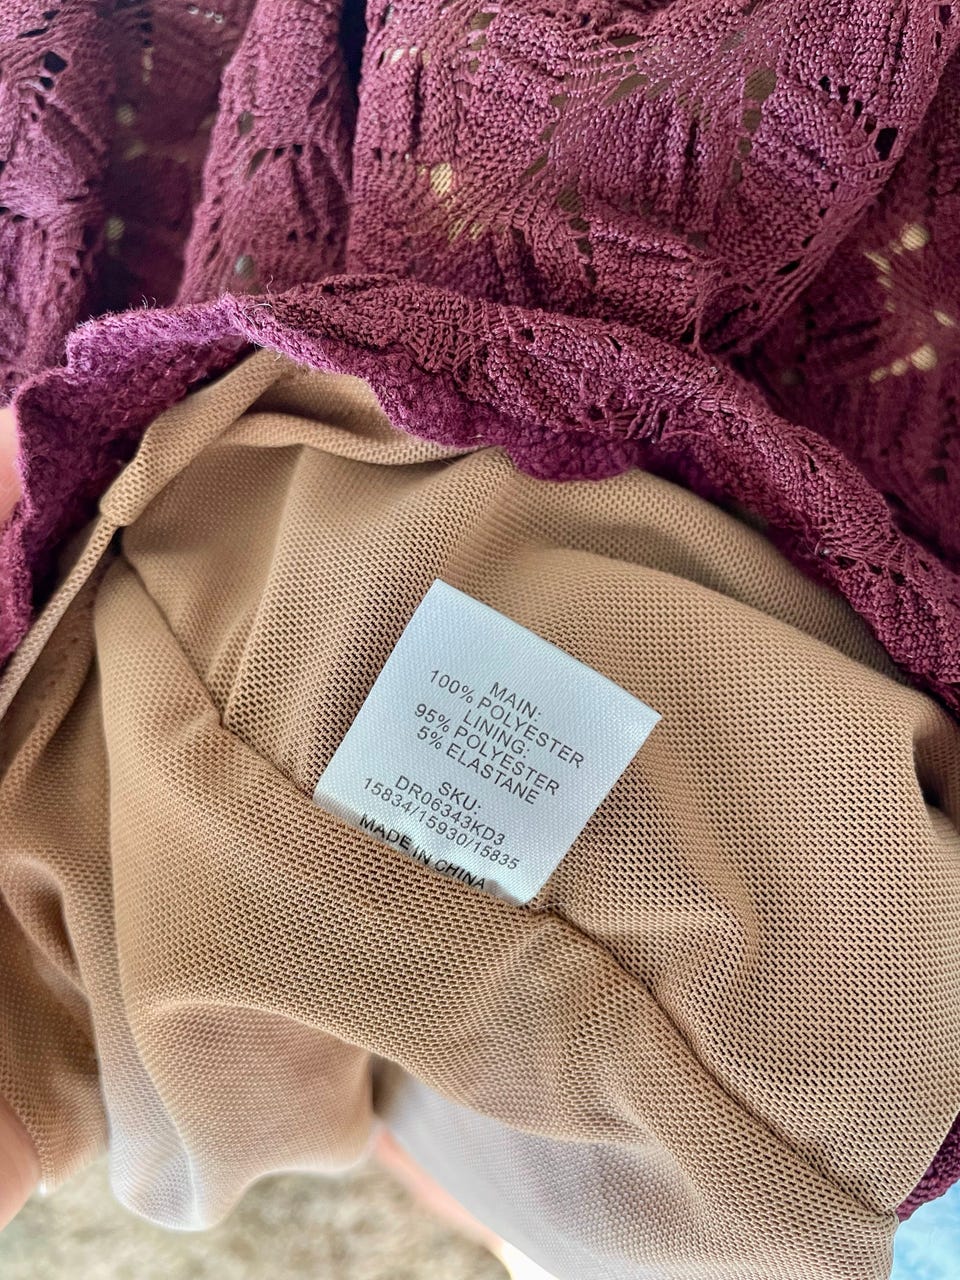 MAIN:
100% POLYESTER
LINING:
95% POLYESTER
5% ELASTANE
SKU:
DR06343KD3
15834/15930/15835
MADE IN CHINA